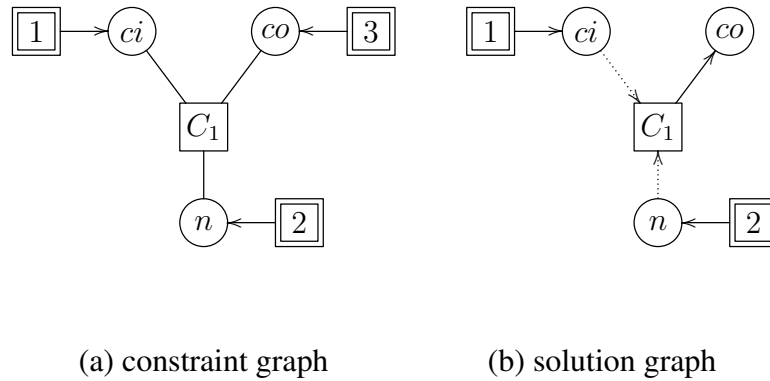 1 ci co 3 1 ci co
C1 C1
n 2 n 2
(a) constraint graph (b) solution graph